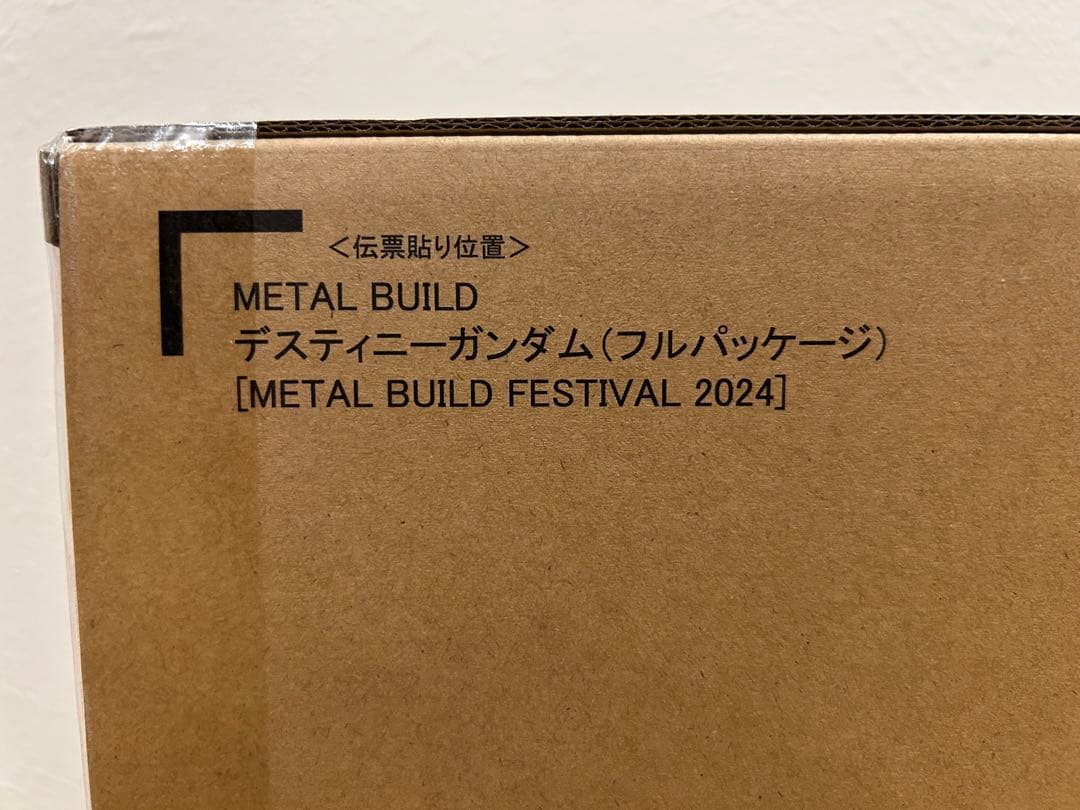 ＜伝票貼り位置＞
METAL BUILD
デスティニーガンダム（フルパッケージ）
[METAL BUILD FESTIVAL 2024]